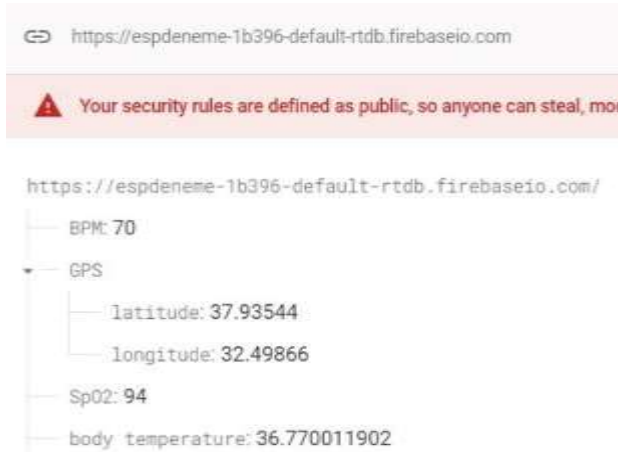 https://espdeneme-1b396-default-rtdb.firebaseio.com
Your security rules are defined as public, so anyone can steal, mo
https://espdeneme-1b396-default-rtdb.firebaseio.com/
BPM: 70
GPS
latitude: 37.93544
longitude: 32.49866
SpO2: 94
body temperature: 36.770011902